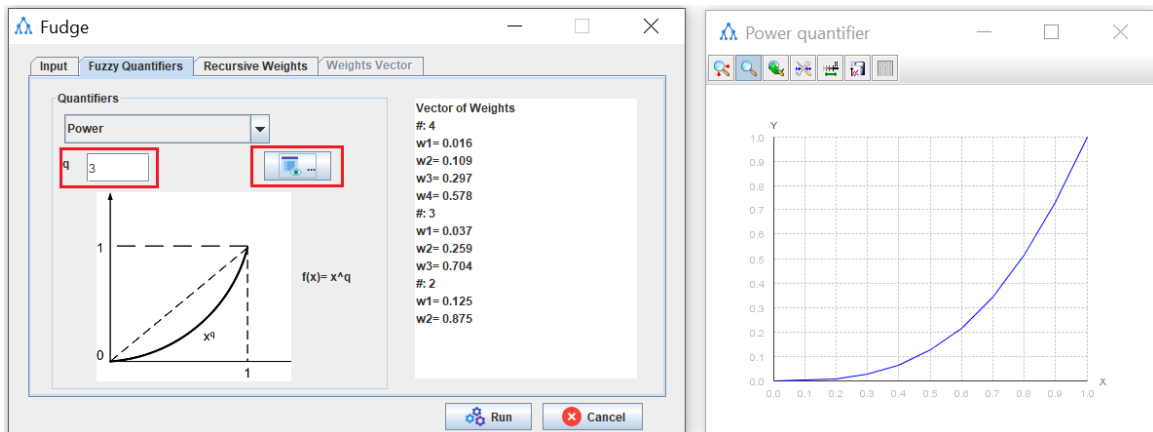 Fudge
Input Fuzzy Quantifiers Recursive Weights Weights Vector
Quantifiers
Power
q 3 ...
1
f(x)= x^q
x^q
0
1
Vector of Weights
#: 4
w1= 0.016
w2= 0.109
w3= 0.297
w4= 0.578
#: 3
w1= 0.037
w2= 0.259
w3= 0.704
#: 2
w1= 0.125
w2= 0.875
Run Cancel
Power quantifier
Y
1.0
0.9
0.8
0.7
0.6
0.5
0.4
0.3
0.2
0.1
0.0
X
0.0 0.1 0.2 0.3 0.4 0.5 0.6 0.7 0.8 0.9 1.0